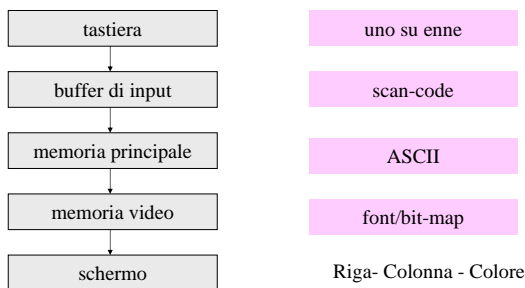 tastiera
uno su enne
buffer di input
scan-code
memoria principale
ASCII
memoria video
font/bit-map
schermo
Riga- Colonna - Colore